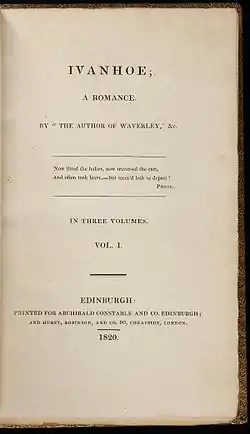 IVANHOE;
A ROMANCE.
BY "THE AUTHOR OF WAVERLEY," &c.
Now fitted the halter, now traversed the cart,
And often took leave,—but seem'd loth to depart!
PRIOR.
IN THREE VOLUMES.
VOL. I.
EDINBURGH:
PRINTED FOR ARCHIBALD CONSTABLE AND CO. EDINBURGH;
AND HURST, ROBINSON, AND CO. 90, CHEAPSIDE, LONDON.
1820.